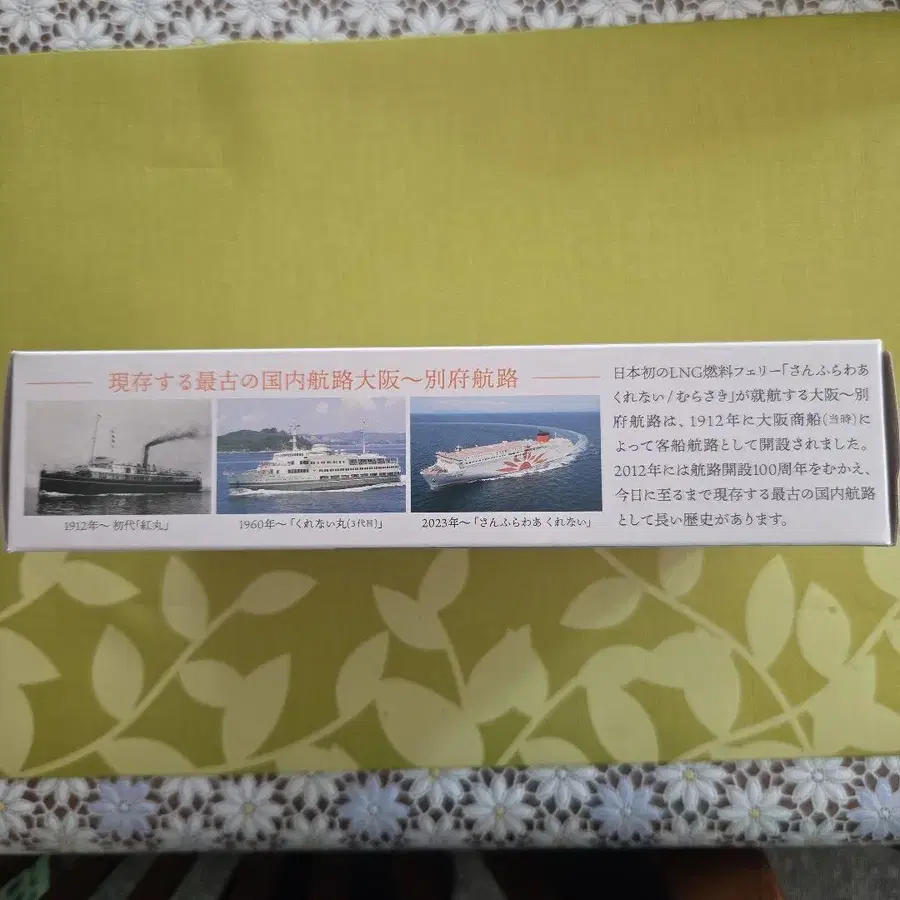 現存する最古の国内航路大阪～別府航路
1912年～ 初代「紅丸」
1960年～「くれない丸(3代目)」
2023年～「さんふらわあ くれない」
日本初のLNG燃料フェリー「さんふらわあ
くれない / むらさき」が就航する大阪～別
府航路は、1912年に大阪商船(当時)に
よって客船航路として開設されました。
2012年には航路開設100周年をむかえ、
今日に至るまで現存する最古の国内航路
として長い歴史があります。